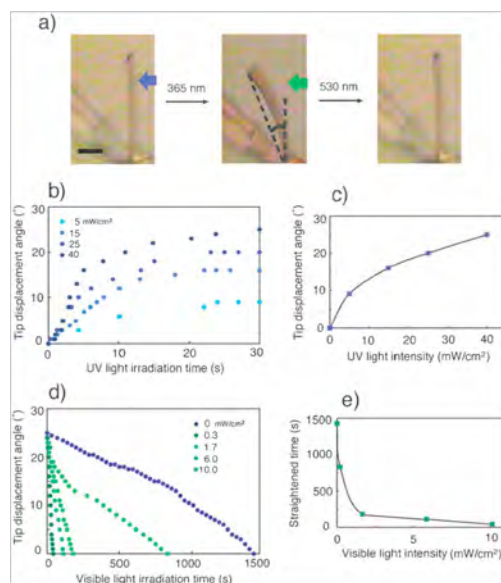 a)
365 nm
530 nm
b)
Tip displacement angle (°)
30
20
10
0
5 mW/cm²
15
25
40
0
10
20
30
UV light irradiation time (s)
c)
Tip displacement angle (°)
30
20
10
0
0
10
20
30
40
UV light intensity (mW/cm²)
d)
Tip displacement angle (°)
30
20
10
0
0 mW/cm²
0.3
1.7
6.0
10.0
0
500
1000
1500
Visible light irradiation time (s)
e)
Straightened time (s)
1500
1000
500
0
0
5
10
Visible light intensity (mW/cm²)